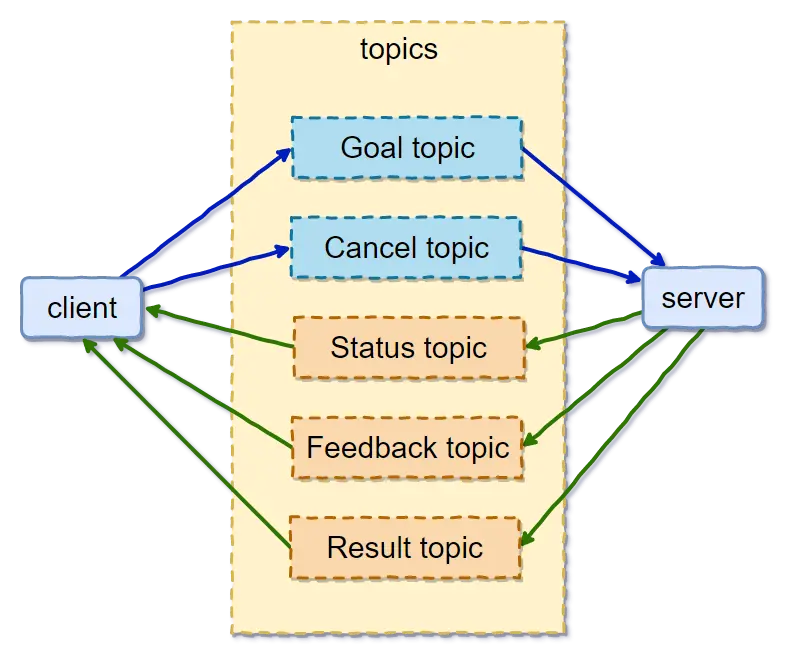 topics
Goal topic
Cancel topic
client
server
Status topic
Feedback topic
Result topic